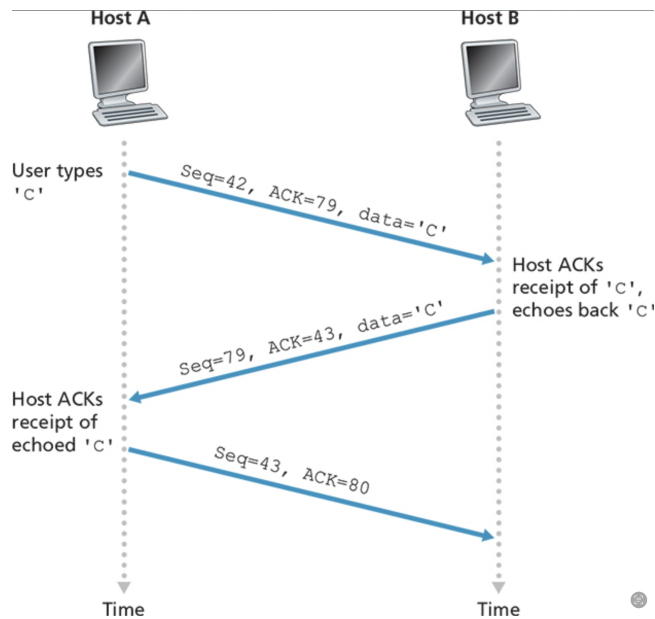 Host A
Host B
User types
'C'
Seq=42, ACK=79, data='C'
Host ACKs
receipt of 'C',
echoes back 'C'
Seq=79, ACK=43, data='C'
Host ACKs
receipt of
echoed 'C'
Seq=43, ACK=80
Time
Time